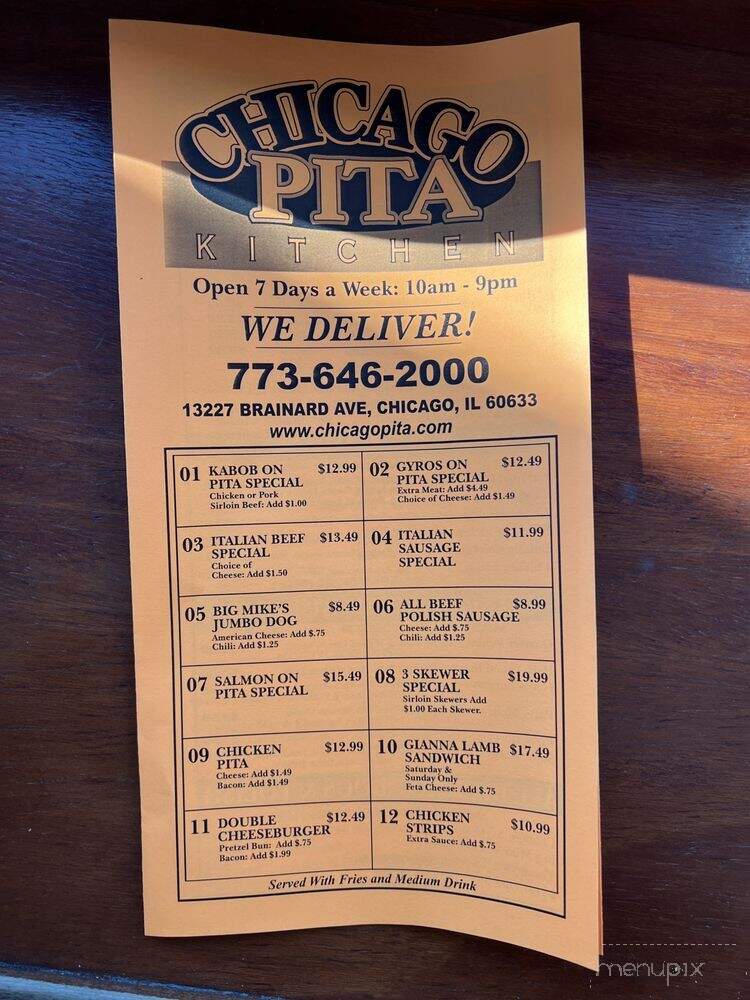 CHICAGO
PITA
KITCHEN
Open 7 Days a Week: 10am - 9pm
WE DELIVER!
773-646-2000
13227 BRAINARD AVE, CHICAGO, IL 60633
www.chicagopita.com
01 KABOB ON $12.99
PITA SPECIAL
Chicken or Pork
Sirloin Beef: Add $1.00
02 GYROS ON $12.49
PITA SPECIAL
Extra Meat: Add $4.49
Choice of Cheese: Add $1.49
03 ITALIAN BEEF $13.49
SPECIAL
Choice of
Cheese: Add $1.50
04 ITALIAN $11.99
SAUSAGE
SPECIAL
05 BIG MIKE'S $8.49
JUMBO DOG
American Cheese: Add $.75
Chili: Add $1.25
06 ALL BEEF $8.99
POLISH SAUSAGE
Cheese: Add $.75
Chili: Add $1.25
07 SALMON ON $15.49
PITA SPECIAL
08 3 SKEWER $19.99
SPECIAL
Sirloin Skewers Add
$1.00 Each Skewer.
09 CHICKEN $12.99
PITA
Cheese: Add $1.49
Bacon: Add $1.49
10 GIANNA LAMB $17.49
SANDWICH
Saturday &
Sunday Only
Feta Cheese: Add $.75
11 DOUBLE $12.49
CHEESEBURGER
Pretzel Bun: Add $.75
Bacon: Add $1.99
12 CHICKEN $10.99
STRIPS
Extra Sauce: Add $.75
Served With Fries and Medium Drink
menupix